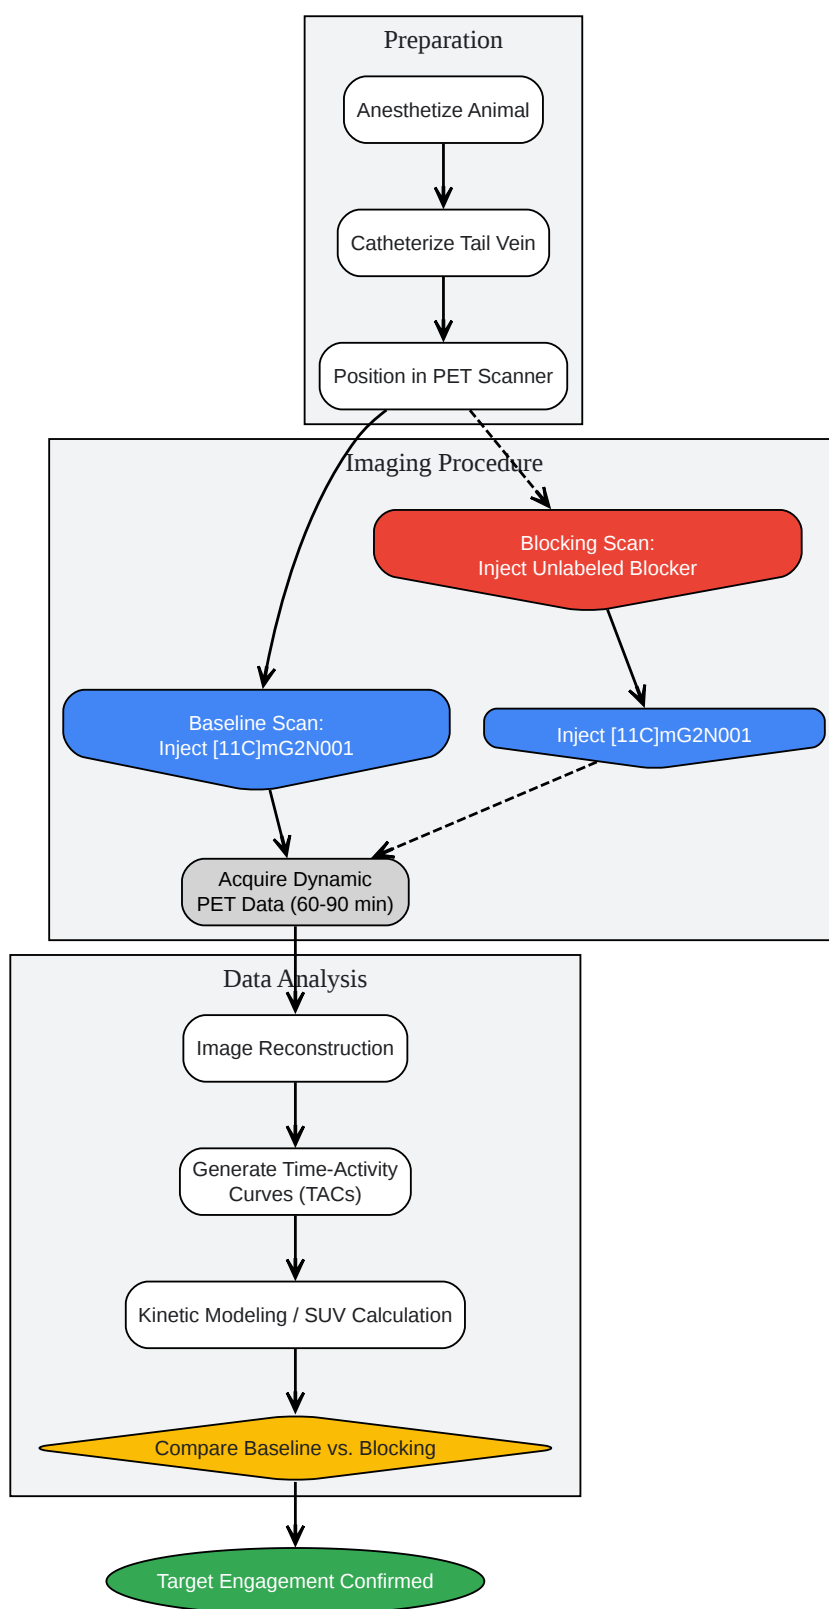 Preparation
Anesthetize Animal
Catheterize Tail Vein
Position in PET Scanner
Imaging Procedure
Blocking Scan:
Inject Unlabeled Blocker
Baseline Scan:
Inject [11C]mG2N001
Inject [11C]mG2N001
Acquire Dynamic
PET Data (60-90 min)
Data Analysis
Image Reconstruction
Generate Time-Activity
Curves (TACs)
Kinetic Modeling / SUV Calculation
Compare Baseline vs. Blocking
Target Engagement Confirmed